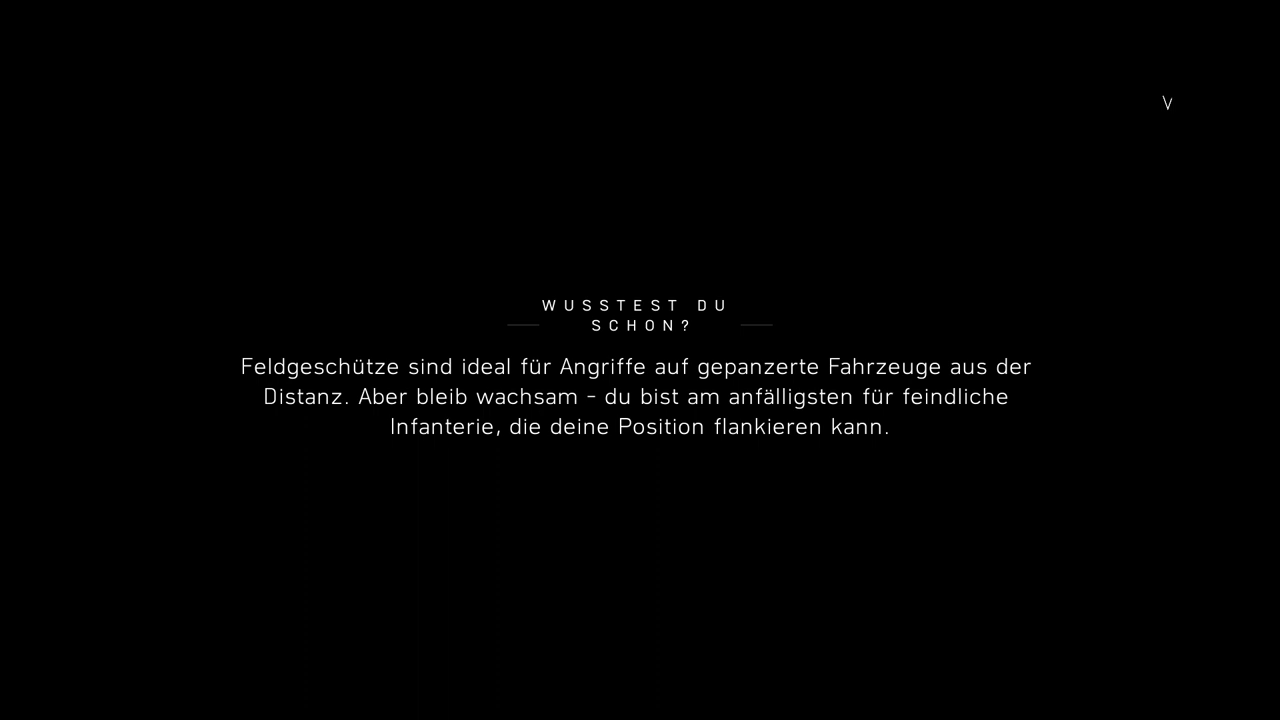 V
WUSSTEST DU
SCHON?
Feldgeschütze sind ideal für Angriffe auf gepanzerte Fahrzeuge aus der
Distanz. Aber bleib wachsam - du bist am anfälligsten für feindliche
Infanterie, die deine Position flankieren kann.